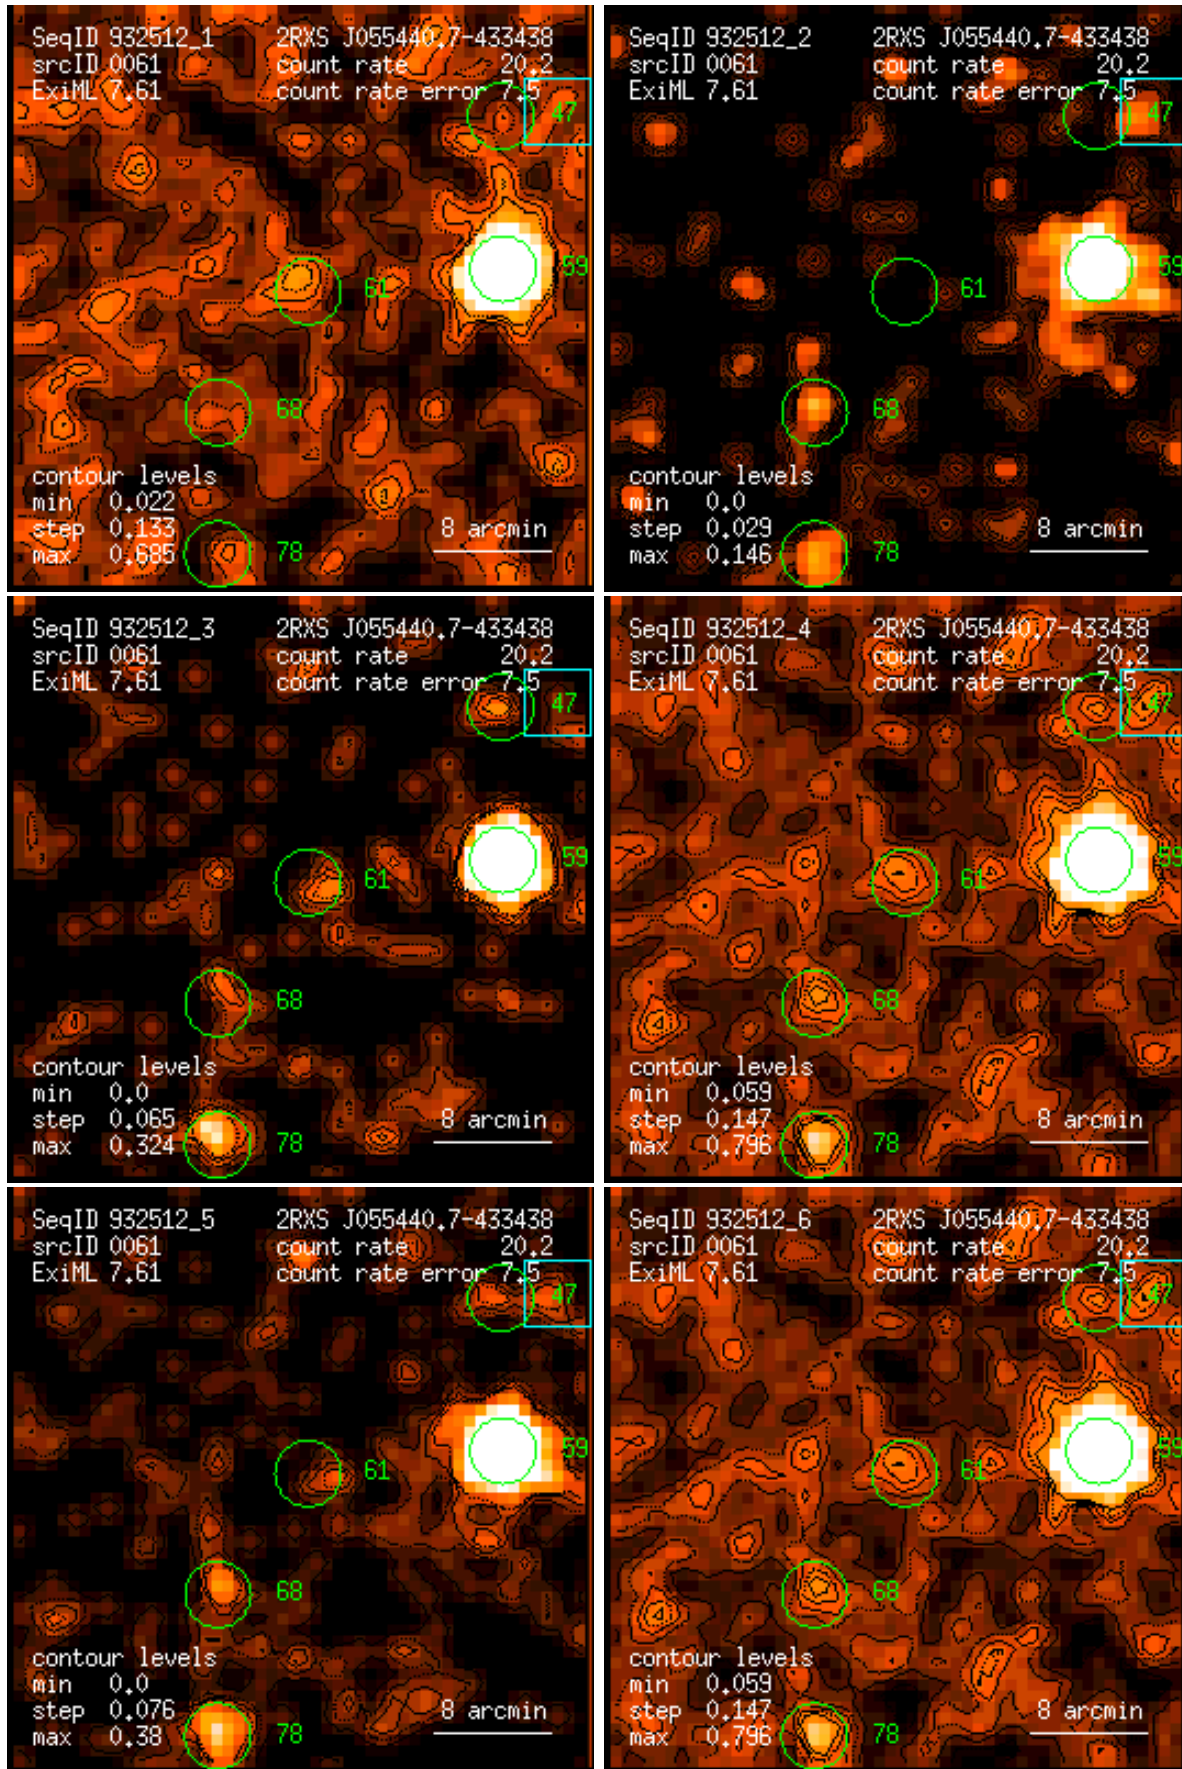 SeqID 932512_1 2RXS J055440.7-433438
srcID 0061 count rate 20.2
ExiML 7.61 count rate error 7.5
47
59
61
68
contour levels
min 0.022
step 0.133 8 arcmin
max 0.685 78
SeqID 932512_2 2RXS J055440.7-433438
srcID 0061 count rate 20.2
ExiML 7.61 count rate error 7.5
47
59
61
68
contour levels
min 0.0
step 0.029 8 arcmin
max 0.146 78
SeqID 932512_3 2RXS J055440.7-433438
srcID 0061 count rate 20.2
ExiML 7.61 count rate error 7.5
47
59
61
68
contour levels
min 0.0
step 0.065 8 arcmin
max 0.324 78
SeqID 932512_4 2RXS J055440.7-433438
srcID 0061 count rate 20.2
ExiML 7.61 count rate error 7.5
47
59
61
68
contour levels
min 0.059
step 0.147 8 arcmin
max 0.796 78
SeqID 932512_5 2RXS J055440.7-433438
srcID 0061 count rate 20.2
ExiML 7.61 count rate error 7.5
47
59
61
68
contour levels
min 0.0
step 0.076 8 arcmin
max 0.38 78
SeqID 932512_6 2RXS J055440.7-433438
srcID 0061 count rate 20.2
ExiML 7.61 count rate error 7.5
47
59
61
68
contour levels
min 0.059
step 0.147 8 arcmin
max 0.796 78